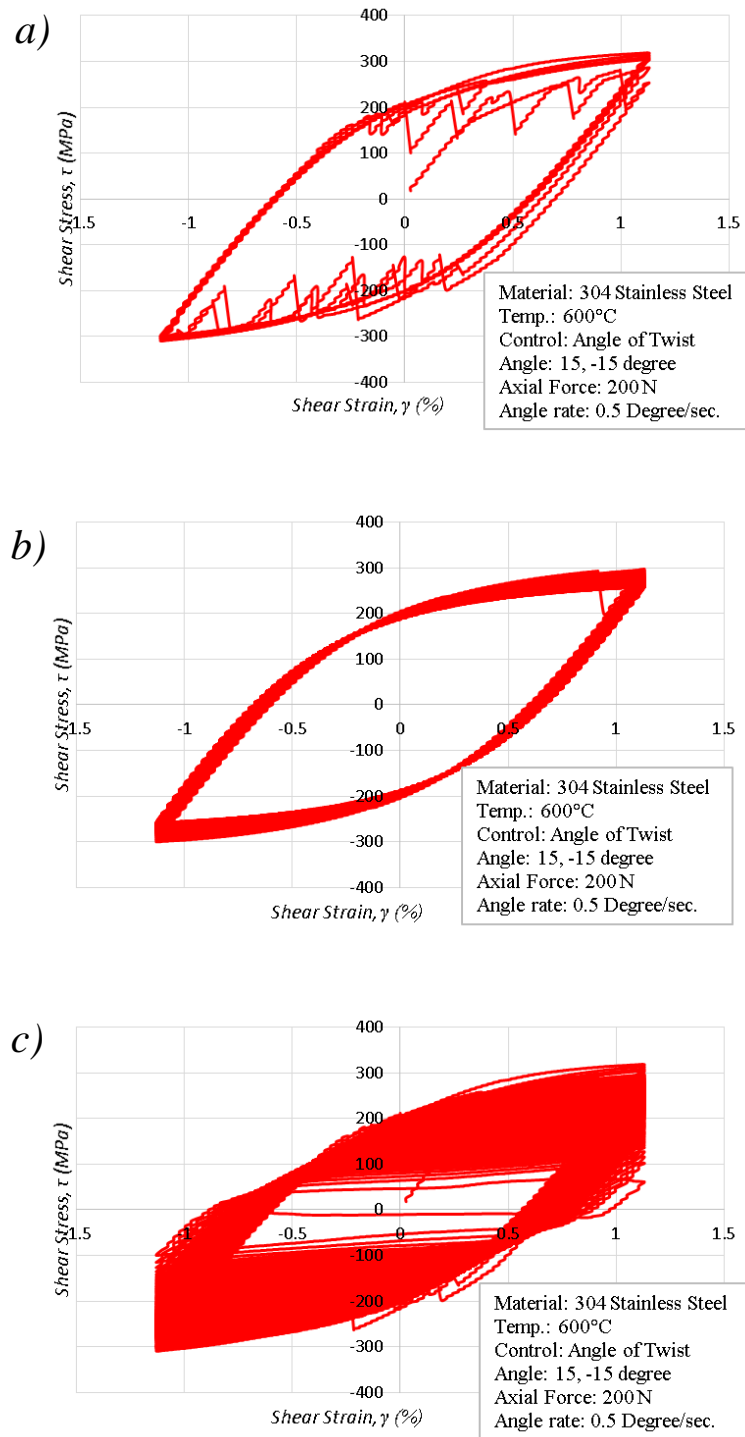 a)
400
300
200
100
0
-1.5
-1
-0.5
0
0.5
1
1.5
-100
-200
-300
-400
Shear Stress, τ (MPa)
Shear Strain, γ (%)
Material: 304 Stainless Steel
Temp.: 600°C
Control: Angle of Twist
Angle: 15, -15 degree
Axial Force: 200N
Angle rate: 0.5 Degree/sec.
b)
400
300
200
100
0
-1.5
-1
-0.5
0
0.5
1
1.5
-100
-200
-300
-400
Shear Stress, τ (MPa)
Shear Strain, γ (%)
Material: 304 Stainless Steel
Temp.: 600°C
Control: Angle of Twist
Angle: 15, -15 degree
Axial Force: 200N
Angle rate: 0.5 Degree/sec.
c)
400
300
200
100
0
-1.5
-1
-0.5
0
0.5
1
1.5
-100
-200
-300
-400
Shear Stress, τ (MPa)
Shear Strain, γ (%)
Material: 304 Stainless Steel
Temp.: 600°C
Control: Angle of Twist
Angle: 15, -15 degree
Axial Force: 200N
Angle rate: 0.5 Degree/sec.